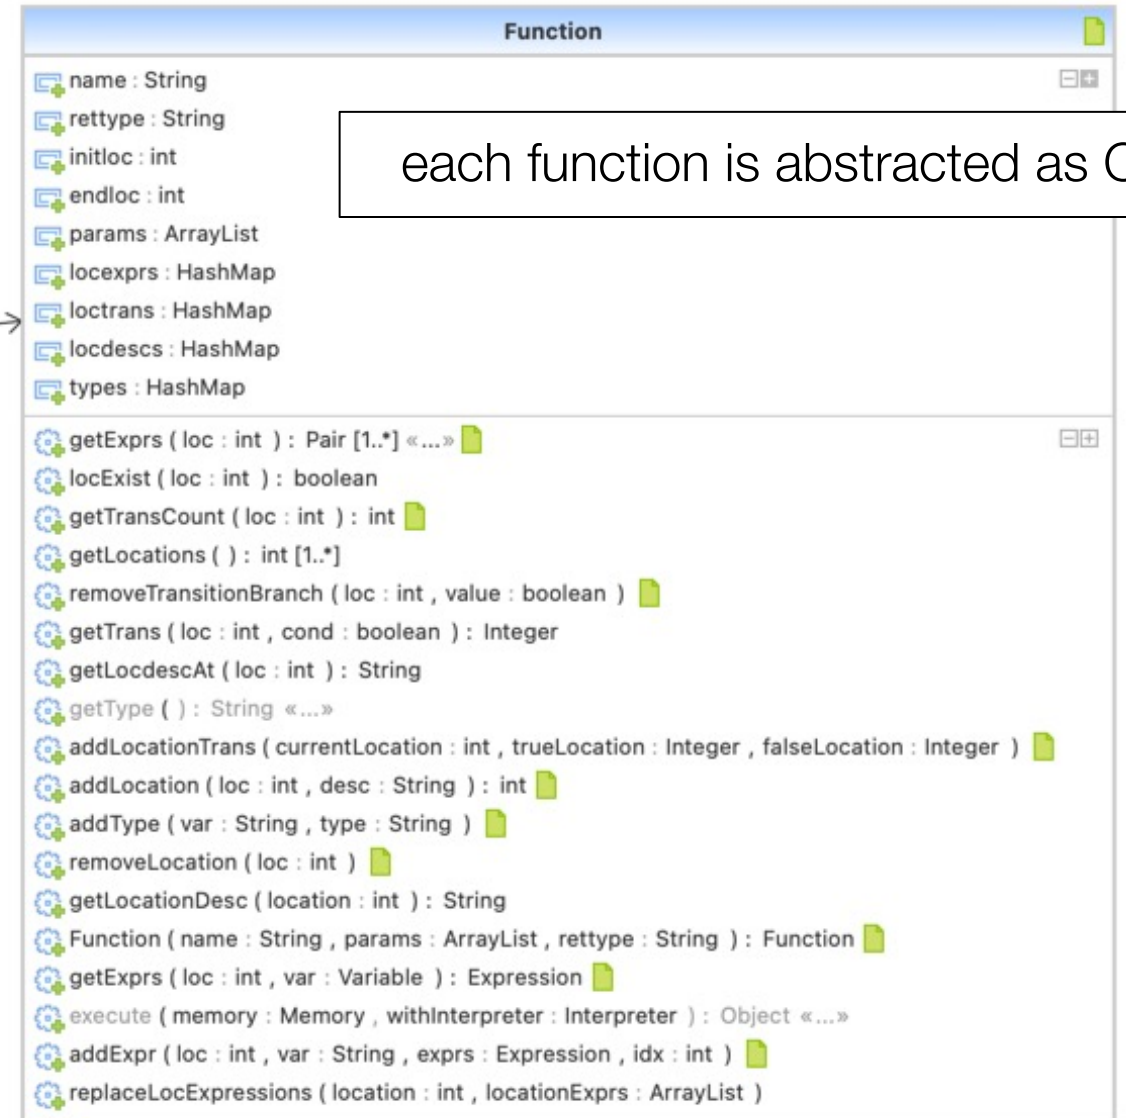 Function
name : String
rettype : String
initloc : int
each function is abstracted as C
endloc : int
params : ArrayList
locexprs : HashMap
loctrans : HashMap
locdescs : HashMap
types : HashMap
getExprs ( loc : int ) : Pair [1..*] «...»
locExist ( loc : int ) : boolean
getTransCount ( loc : int ) : int
getLocations ( ) : int [1..*]
removeTransitionBranch ( loc : int , value : boolean )
getTrans ( loc : int , cond : boolean ) : Integer
getLocdescAt ( loc : int ) : String
getType ( ) : String «...»
addLocationTrans ( currentLocation : int , trueLocation : Integer , falseLocation : Integer )
addLocation ( loc : int , desc : String ) : int
addType ( var : String , type : String )
removeLocation ( loc : int )
getLocationDesc ( location : int ) : String
Function ( name : String , params : ArrayList , rettype : String ) : Function
getExprs ( loc : int , var : Variable ) : Expression
execute ( memory : Memory , withInterpreter : Interpreter ) : Object «...»
addExpr ( loc : int , var : String , exprs : Expression , idx : int )
replaceLocExpressions ( location : int , locationExprs : ArrayList )